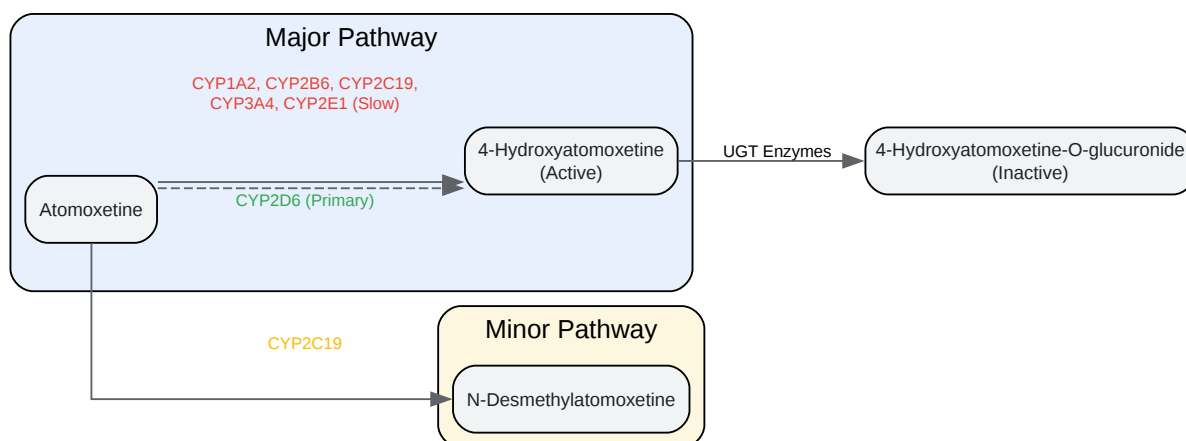 Major Pathway
CYP1A2, CYP2B6, CYP2C19,
CYP3A4, CYP2E1 (Slow)
4-Hydroxyatomoxetine
(Active)
UGT Enzymes
4-Hydroxyatomoxetine-O-glucuronide
(Inactive)
Atomoxetine
CYP2D6 (Primary)
CYP2C19
Minor Pathway
N-Desmethylatomoxetine